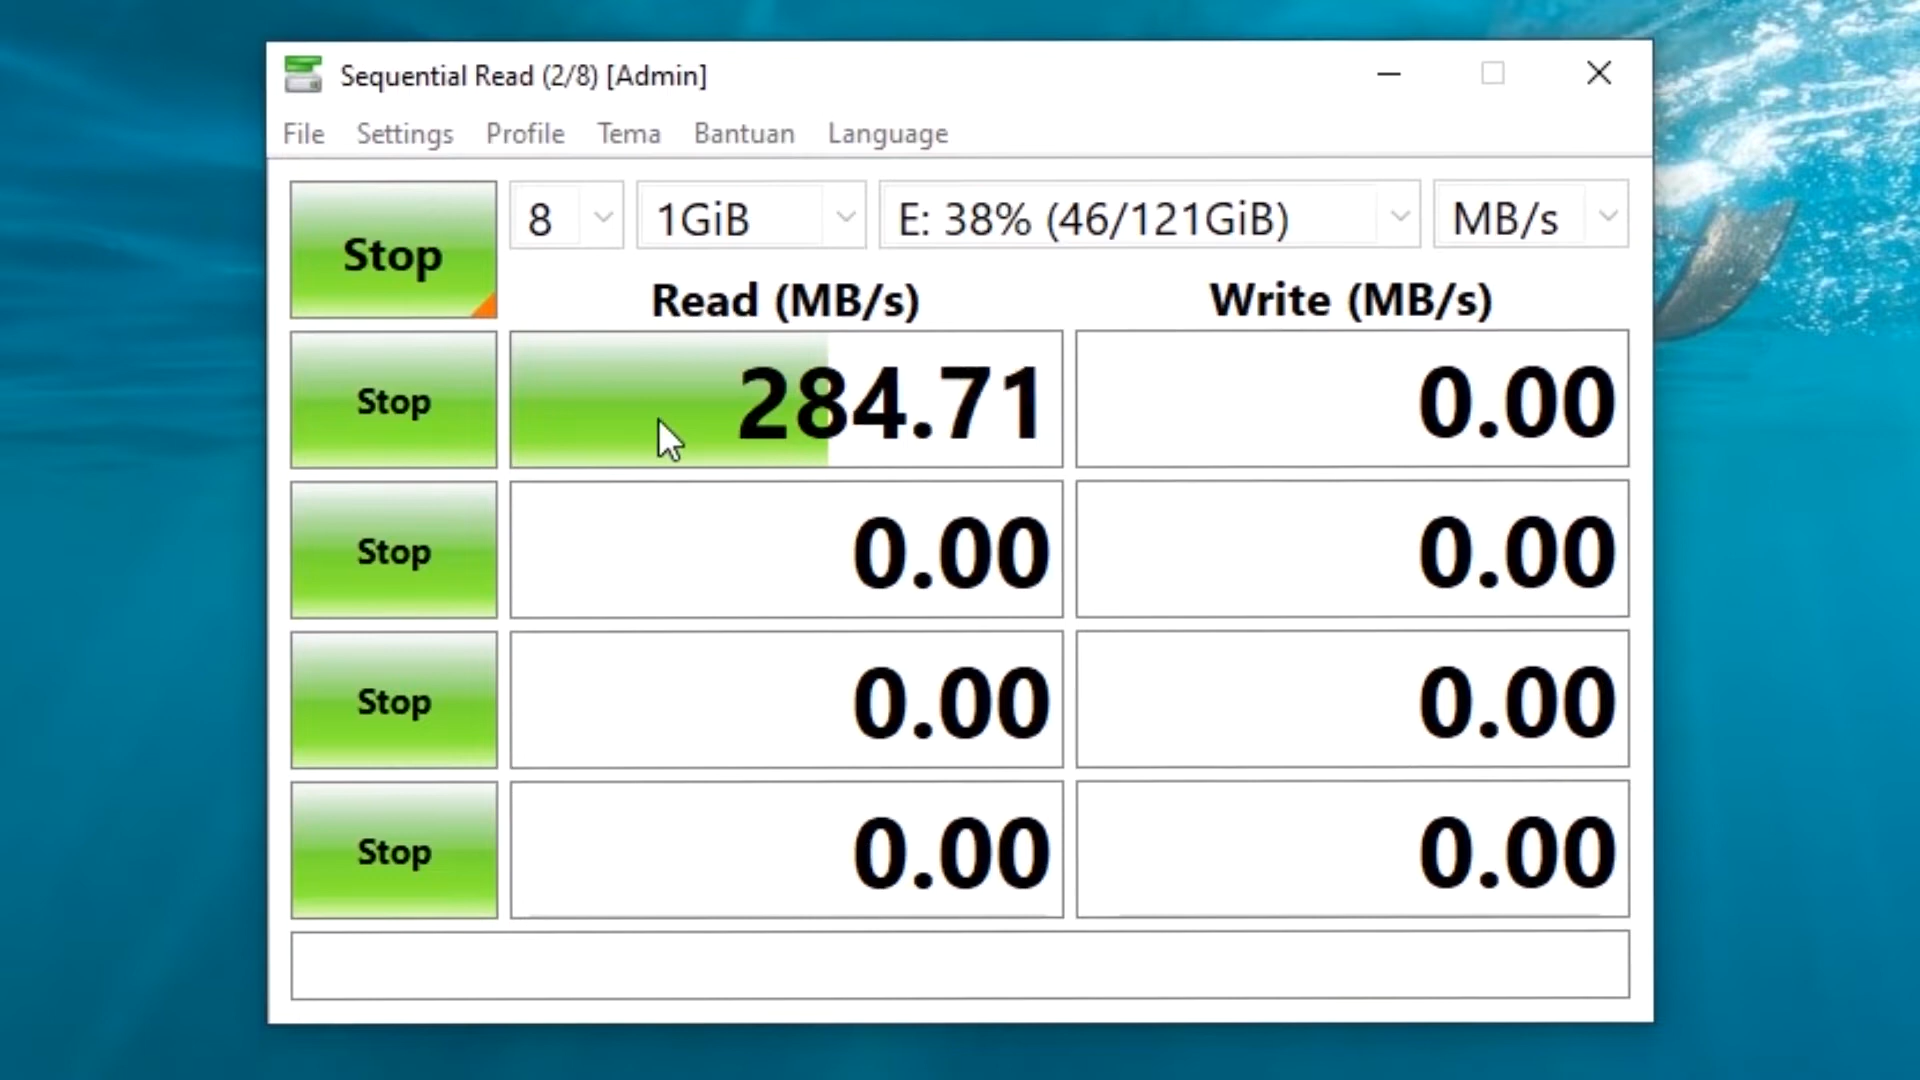 Sequential Read (2/8) [Admin]
File Settings Profile Tema Bantuan Language
Stop 8 1GiB E: 38% (46/121GiB) MB/s
Read (MB/s) Write (MB/s)
Stop 284.71 0.00
Stop 0.00 0.00
Stop 0.00 0.00
Stop 0.00 0.00